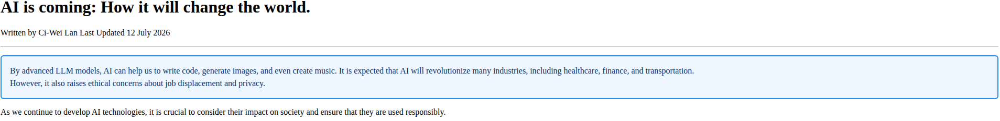 AI is coming: How it will change the world.
Written by Ci-Wei Lan Last Updated 12 July 2026
By advanced LLM models, AI can help us to write code, generate images, and even create music. It is expected that AI will revolutionize many industries, including healthcare, finance, and transportation.
However, it also raises ethical concerns about job displacement and privacy.
As we continue to develop AI technologies, it is crucial to consider their impact on society and ensure that they are used responsibly.